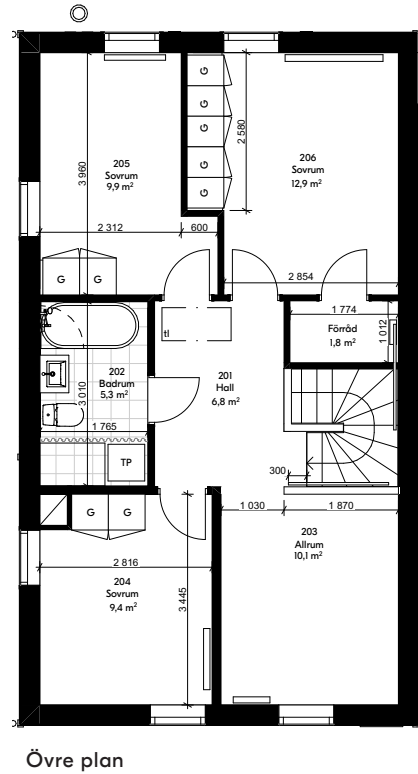 G
G
G
G
G
2 580
205
Sovrum
9,9 m²
3 960
2 312
600
G
G
206
Sovrum
12,9 m²
2 854
1 774
1 012
Förråd
1,8 m²
tl
201
Hall
6,8 m²
202
Badrum
5,3 m²
3 010
1 765
TP
300
1 030
1 870
203
Allrum
10,1 m²
G
G
2 816
204
Sovrum
9,4 m²
3 445
Övre plan